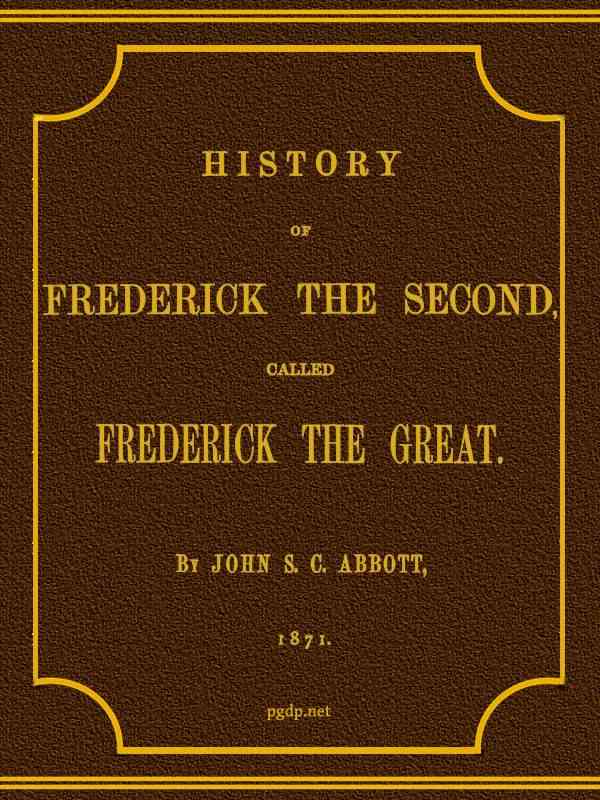 HISTORY
OF
FREDERICK THE SECOND,
CALLED
FREDERICK THE GREAT.
By JOHN S. C. ABBOTT,
1871.
pgdp.net